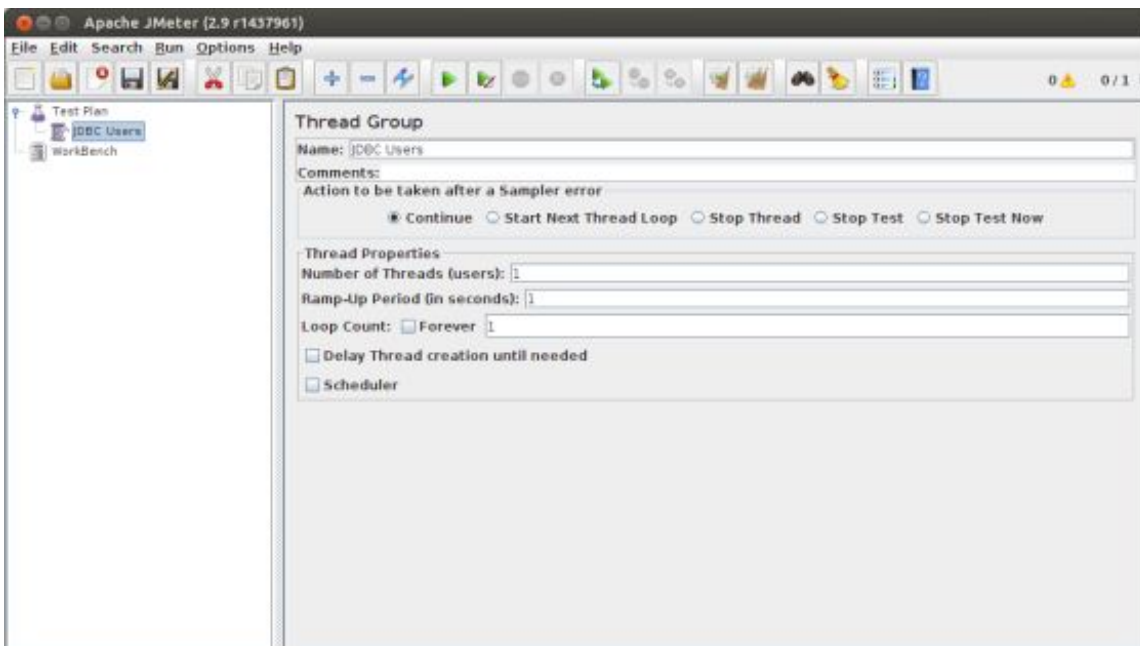 Apache JMeter (2.9 r1437961)
File Edit Search Run Options Help
0 0 / 1
Test Plan
JDBC Users
WorkBench
Thread Group
Name: JDBC Users
Comments:
Action to be taken after a Sampler error
Continue Start Next Thread Loop Stop Thread Stop Test Stop Test Now
Thread Properties
Number of Threads (users): 1
Ramp-Up Period (in seconds): 1
Loop Count: Forever 1
Delay Thread creation until needed
Scheduler